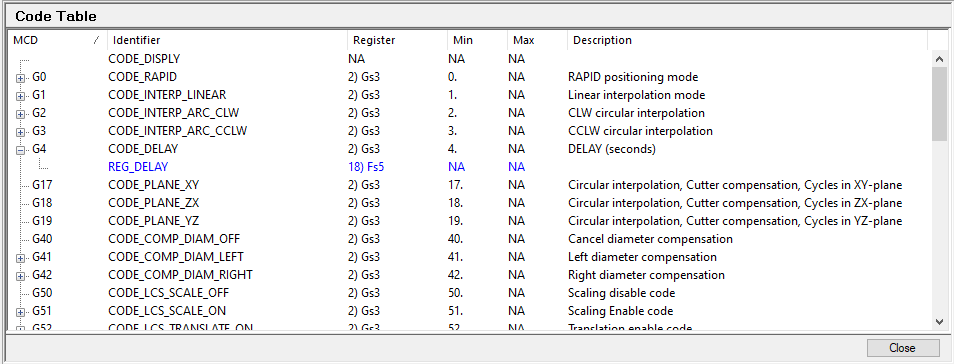 Code Table
MCD / Identifier Register Min Max Description
CODE_DISPLY NA NA NA
G0 CODE_RAPID 2) Gs3 0. NA RAPID positioning mode
G1 CODE_INTERP_LINEAR 2) Gs3 1. NA Linear interpolation mode
G2 CODE_INTERP_ARC_CLW 2) Gs3 2. NA CLW circular interpolation
G3 CODE_INTERP_ARC_CCLW 2) Gs3 3. NA CCLW circular interpolation
G4 CODE_DELAY 2) Gs3 4. NA DELAY (seconds)
REG_DELAY 18) Fs5 NA NA
G17 CODE_PLANE_XY 2) Gs3 17. NA Circular interpolation, Cutter compensation, Cycles in XY-plane
G18 CODE_PLANE_ZX 2) Gs3 18. NA Circular interpolation, Cutter compensation, Cycles in ZX-plane
G19 CODE_PLANE_YZ 2) Gs3 19. NA Circular interpolation, Cutter compensation, Cycles in YZ-plane
G40 CODE_COMP_DIAM_OFF 2) Gs3 40. NA Cancel diameter compensation
G41 CODE_COMP_DIAM_LEFT 2) Gs3 41. NA Left diameter compensation
G42 CODE_COMP_DIAM_RIGHT 2) Gs3 42. NA Right diameter compensation
G50 CODE_LCS_SCALE_OFF 2) Gs3 50. NA Scaling disable code
G51 CODE_LCS_SCALE_ON 2) Gs3 51. NA Scaling Enable code
G52 CODE_LCS_TRANSLATE_ON 2) Gs3 52. NA Translation enable code
Close